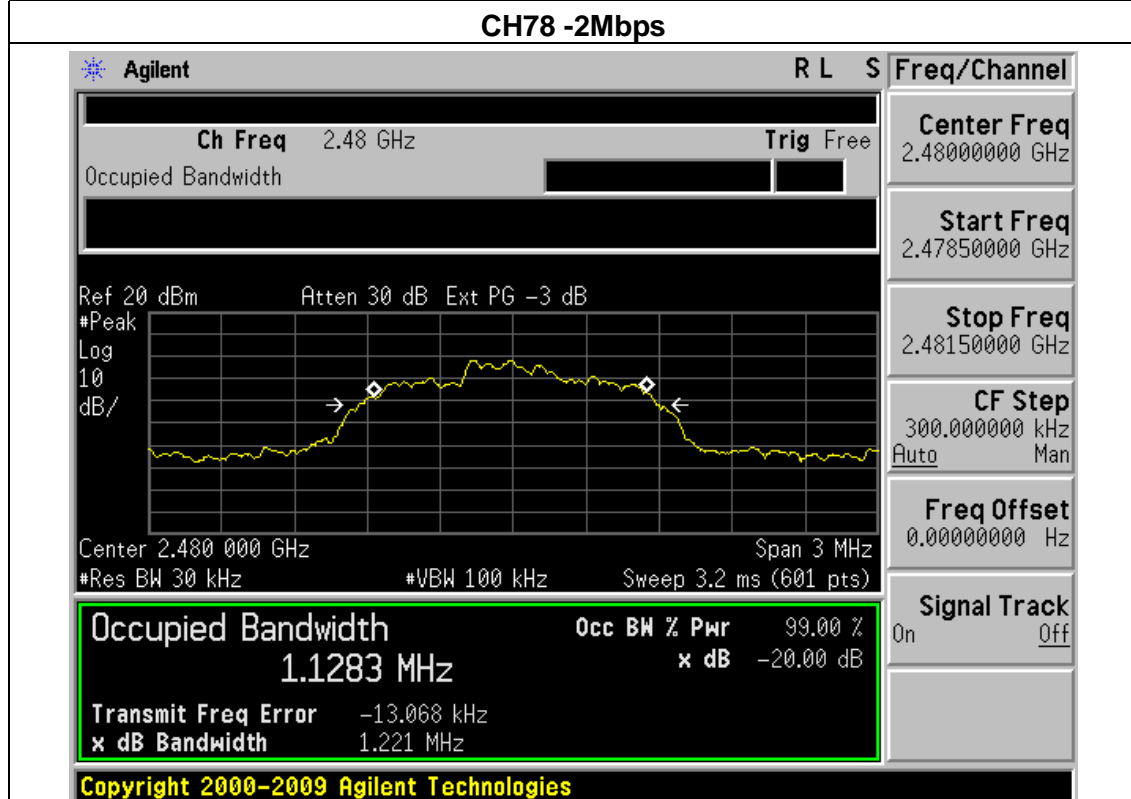 CH78 -2Mbps
Agilent R L S Freq/Channel
Ch Freq 2.48 GHz Trig Free
Occupied Bandwidth
Center Freq
2.48000000 GHz
Start Freq
2.47850000 GHz
Stop Freq
2.48150000 GHz
CF Step
300.000000 kHz
Auto Man
Freq Offset
0.00000000 Hz
Signal Track
On Off
Ref 20 dBm Atten 30 dB Ext PG -3 dB
#Peak
Log
10
dB/
Center 2.480 000 GHz Span 3 MHz
#Res BW 30 kHz #VBW 100 kHz Sweep 3.2 ms (601 pts)
Occupied Bandwidth Occ BW % Pwr 99.00 %
1.1283 MHz x dB -20.00 dB
Transmit Freq Error -13.068 kHz
x dB Bandwidth 1.221 MHz
Copyright 2000-2009 Agilent Technologies